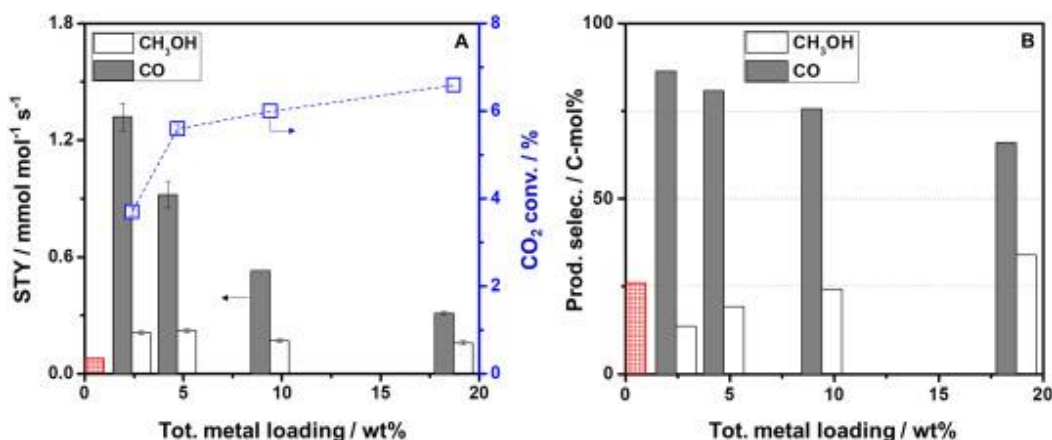 A
CH₃OH
CO
STY / mmol mol⁻¹ s⁻¹
1.8
1.2
0.6
0.0
0 5 10 15 20
Tot. metal loading / wt%
8
6
4
2
0
CO₂ conv. / %
B
CH₃OH
CO
Prod. selec. / C-mol%
100
50
0
0 5 10 15 20
Tot. metal loading / wt%